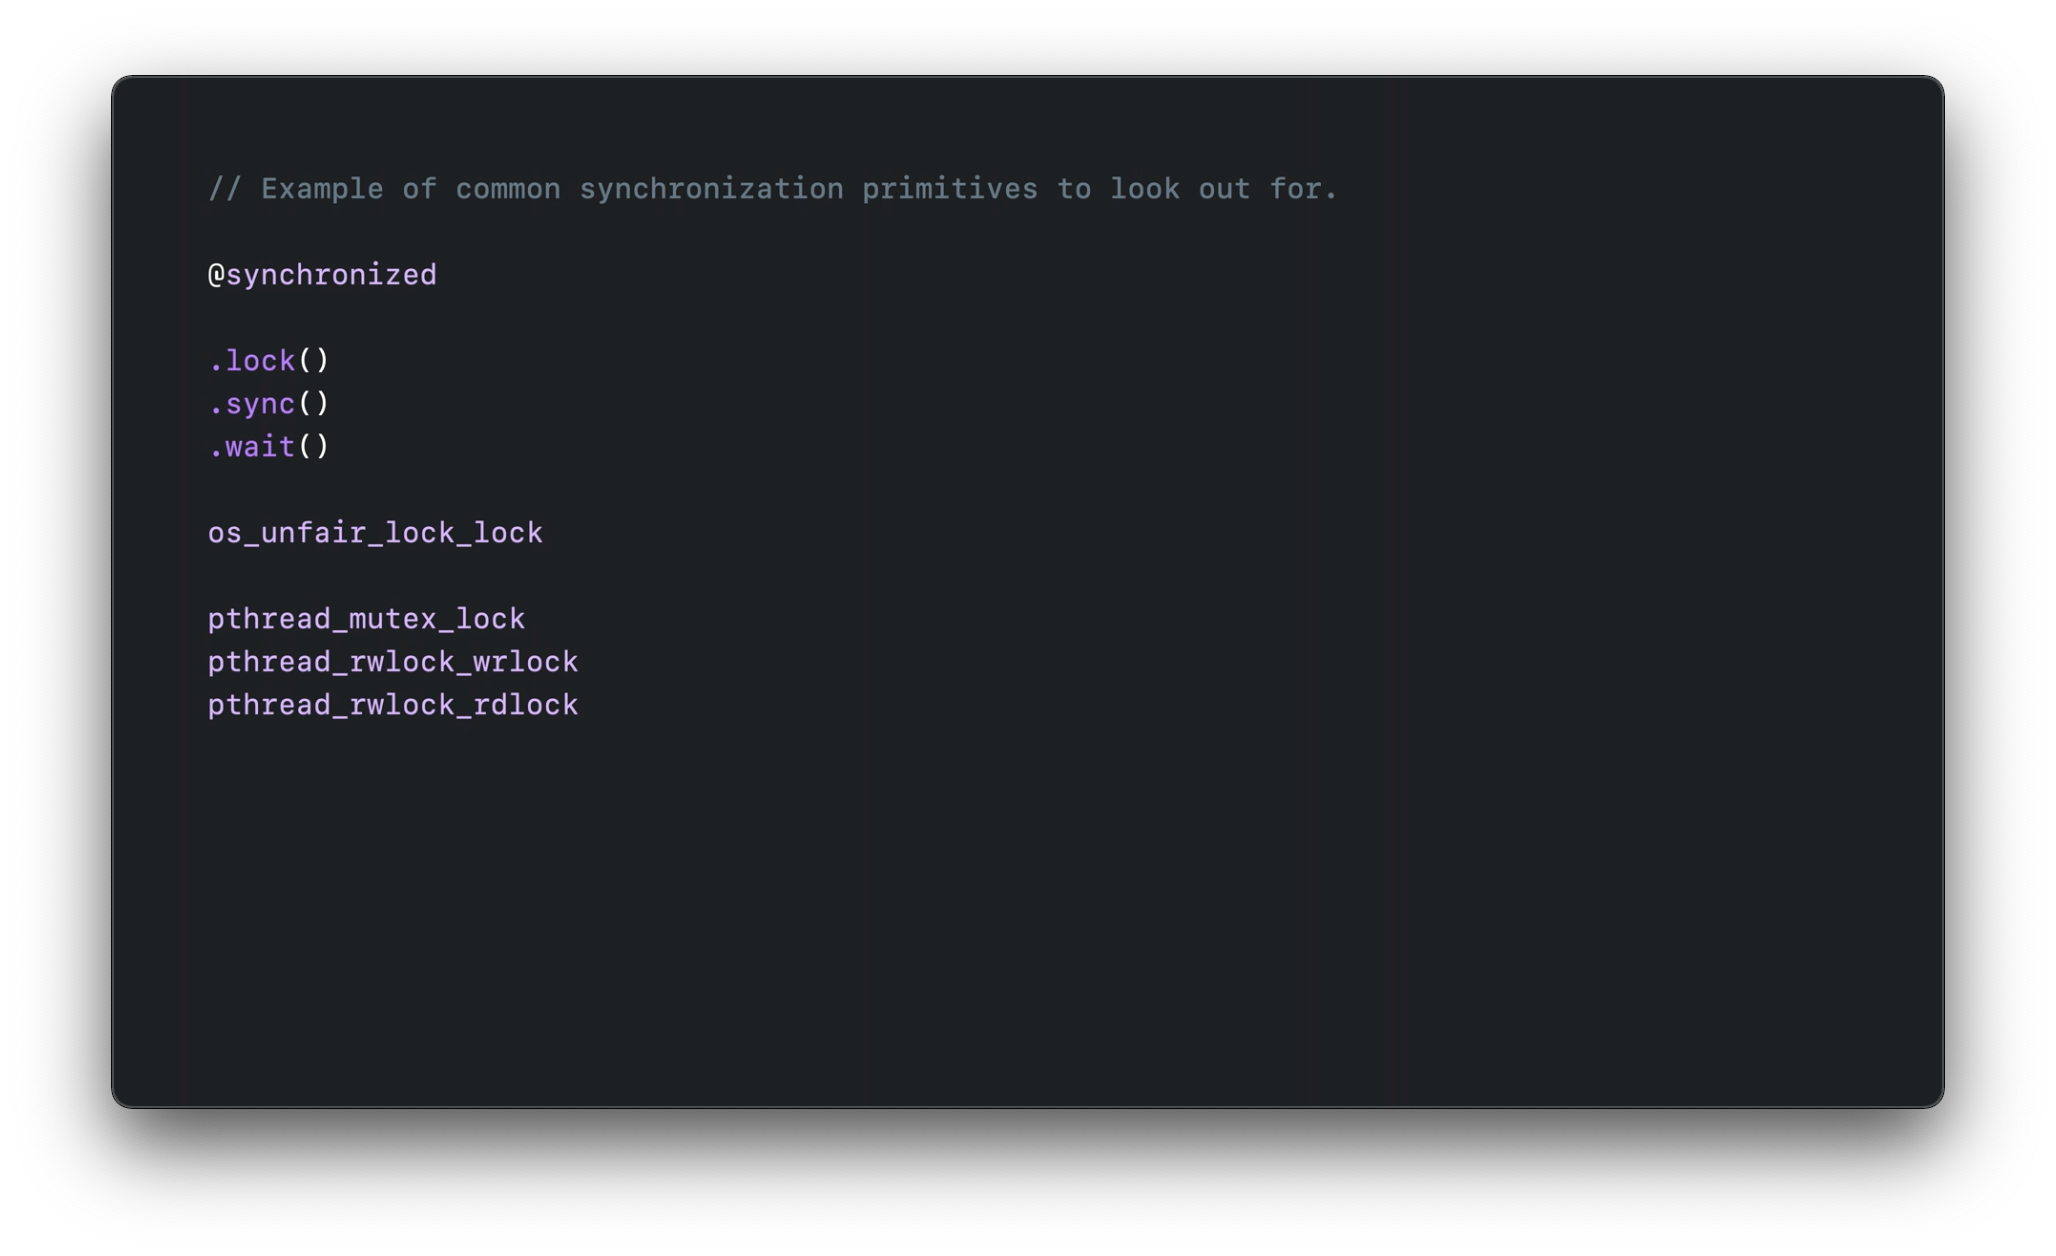 // Example of common synchronization primitives to look out for.
@synchronized
.lock()
.sync()
.wait()
os_unfair_lock_lock
pthread_mutex_lock
pthread_rwlock_wrlock
pthread_rwlock_rdlock